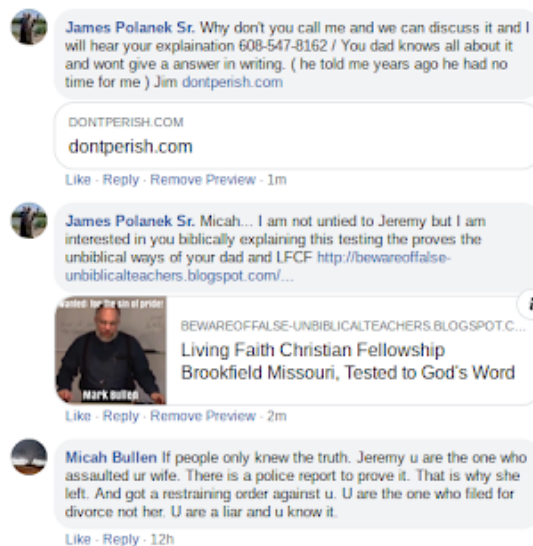 James Polanek Sr. Why don't you call me and we can discuss it and I
will hear your explaination 608-547-8162 / You dad knows all about it
and wont give a answer in writing. ( he told me years ago he had no
time for me ) Jim dontperish.com
DONTPERISH.COM
dontperish.com
Like · Reply · Remove Preview · 1m
James Polanek Sr. Micah... I am not untied to Jeremy but I am
interested in you biblically explaining this testing the proves the
unbiblical ways of your dad and LFCF http://bewareoffalse-
unbiblicalteachers.blogspot.com/...
wanted: for the sin of pride!
Mark Bullen
BEWAREOFFALSE-UNBIBLICALTEACHERS.BLOGSPOT.C...
Living Faith Christian Fellowship
Brookfield Missouri, Tested to God's Word
Like · Reply · Remove Preview · 2m
Micah Bullen If people only knew the truth. Jeremy u are the one who
assaulted ur wife. There is a police report to prove it. That is why she
left. And got a restraining order against u. U are the one who filed for
divorce not her. U are a liar and u know it.
Like · Reply · 12h